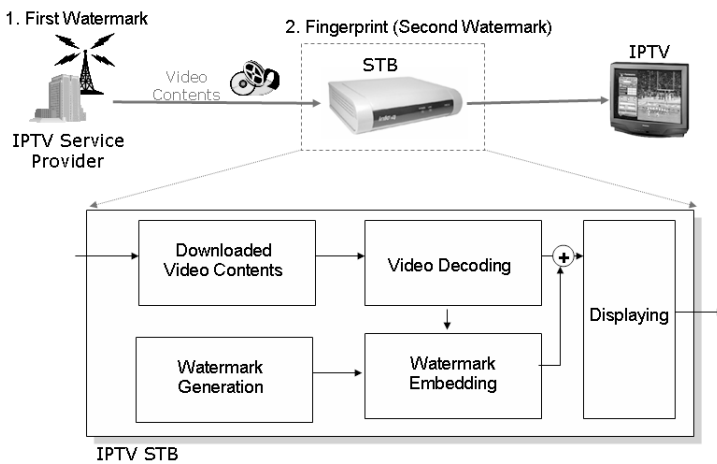 1. First Watermark
2. Fingerprint (Second Watermark)
IPTV
STB
Video
Contents
IPTV Service
Provider
Downloaded
Video Contents
Video Decoding
+
Displaying
Watermark
Generation
Watermark
Embedding
IPTV STB